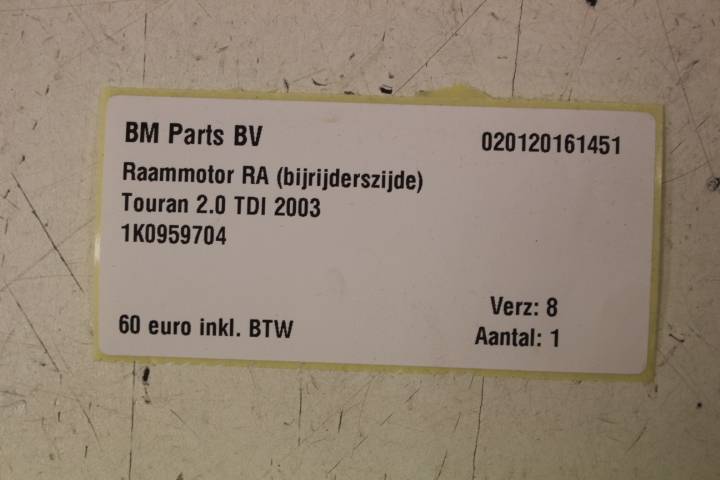 BM Parts BV
020120161451
Raammotor RA (bijrijderszijde)
Touran 2.0 TDI 2003
1K0959704
Verz: 8
60 euro inkl. BTW
Aantal: 1